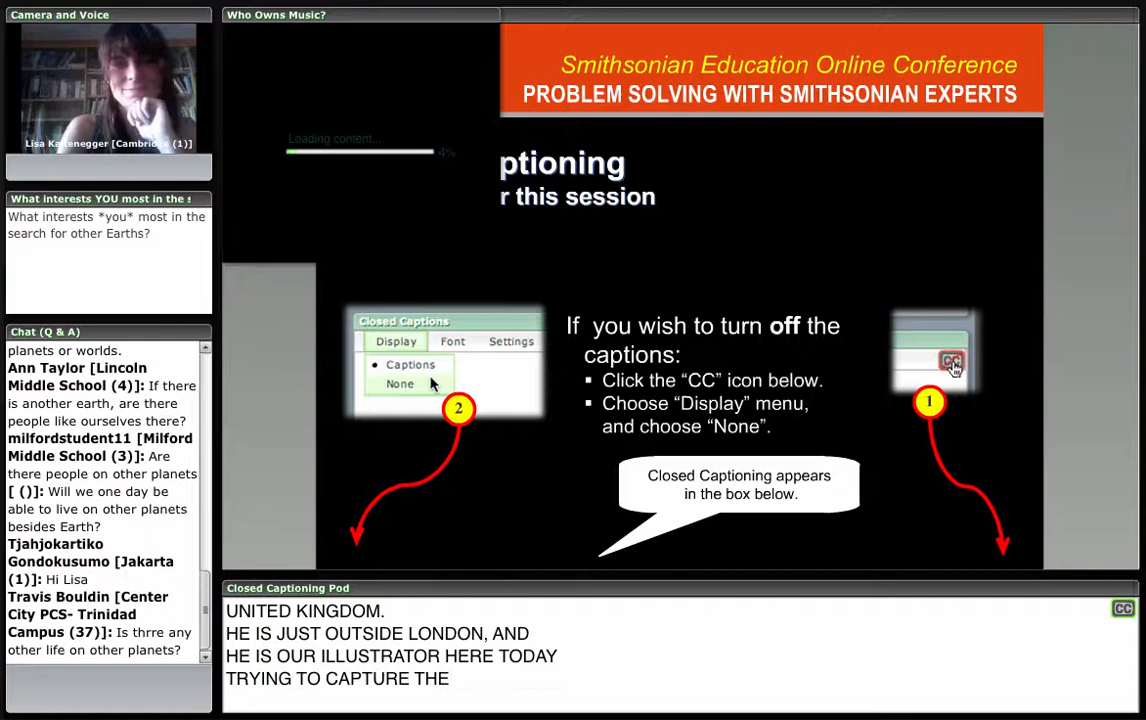 Camera and Voice
Lisa Kaltenegger [Cambridge (1)]
What interests YOU most in the s
What interests *you* most in the
search for other Earths?
Chat (Q & A)
planets or worlds.
Ann Taylor [Lincoln
Middle School (4)]: If there
is another earth, are there
people like ourselves there?
milfordstudent11 [Milford
Middle School (3)]: Are
there people on other planets
[ ()]: Will we one day be
able to live on other planets
besides Earth?
Tjahjokartiko
Gondokusumo [Jakarta
(1)]: Hi Lisa
Travis Bouldin [Center
City PCS- Trinidad
Campus (37)]: Is thrre any
other life on other planets?
Who Owns Music?
Smithsonian Education Online Conference
PROBLEM SOLVING WITH SMITHSONIAN EXPERTS
Loading content...
4%
ptioning
r this session
Closed Captions
Display Font Settings
• Captions
None
2
If you wish to turn off the
captions:
▪ Click the “CC” icon below.
▪ Choose “Display” menu,
and choose “None”.
CC
1
Closed Captioning appears
in the box below.
Closed Captioning Pod
CC
UNITED KINGDOM.
HE IS JUST OUTSIDE LONDON, AND
HE IS OUR ILLUSTRATOR HERE TODAY
TRYING TO CAPTURE THE